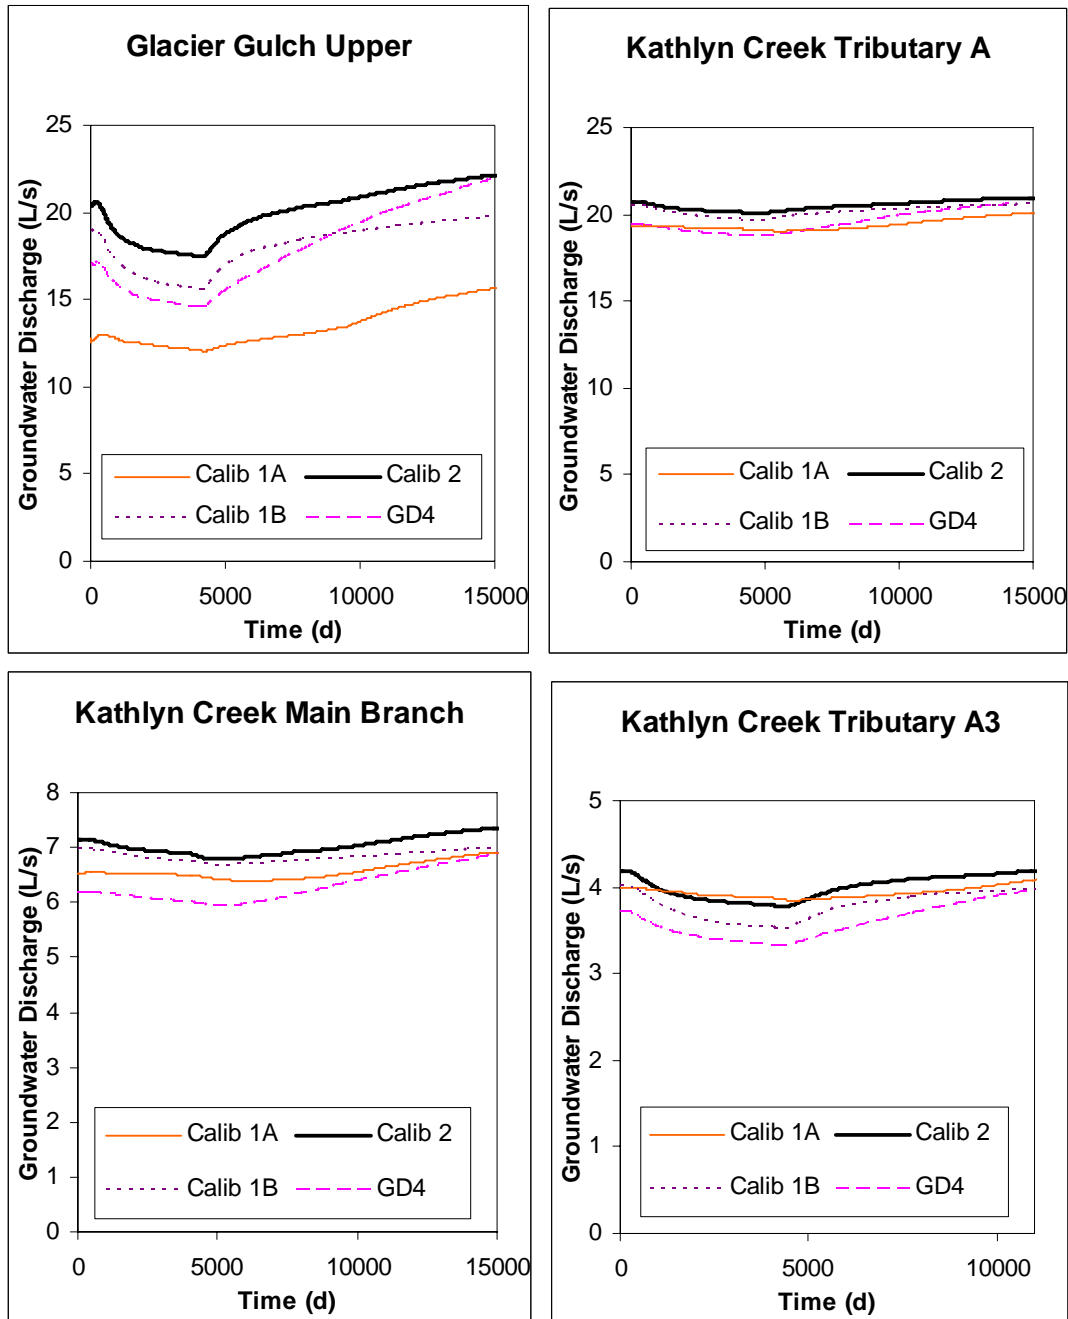 Glacier Gulch Upper
Groundwater Discharge (L/s)
25
20
15
10
5
0
Calib 1A
Calib 2
Calib 1B
GD4
0 5000 10000 15000
Time (d)
Kathlyn Creek Tributary A
Groundwater Discharge (L/s)
25
20
15
10
5
0
Calib 1A
Calib 2
Calib 1B
GD4
0 5000 10000 15000
Time (d)
Kathlyn Creek Main Branch
Groundwater Discharge (L/s)
8
7
6
5
4
3
2
1
0
Calib 1A
Calib 2
Calib 1B
GD4
0 5000 10000 15000
Time (d)
Kathlyn Creek Tributary A3
Groundwater Discharge (L/s)
5
4
3
2
1
0
Calib 1A
Calib 2
Calib 1B
GD4
0 5000 10000
Time (d)